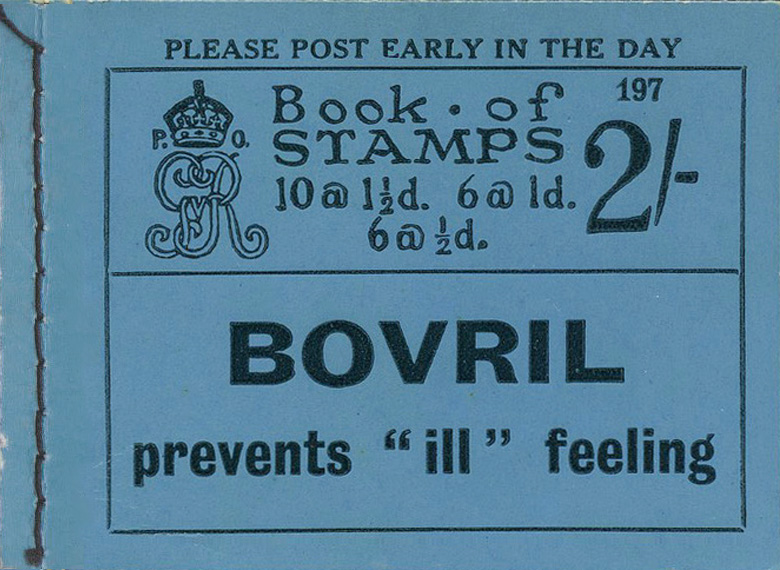 PLEASE POST EARLY IN THE DAY
197
Book · of
STAMPS
2/-
P. O.
GvR
10 @ 1½d. 6 @ 1d.
6 @ ½d.
BOVRIL
prevents “ill” feeling